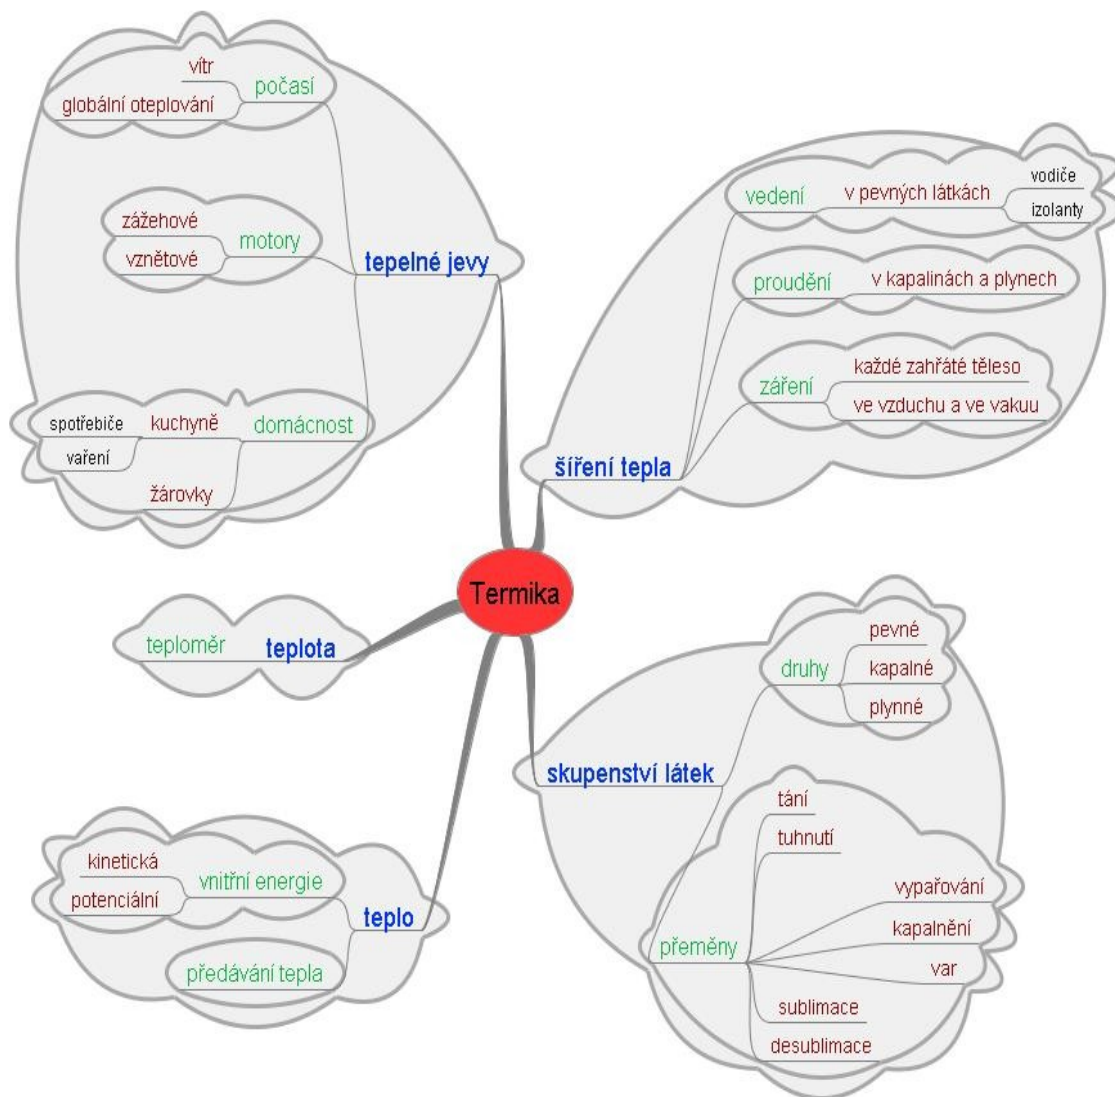 Termika
tepelné jevy
počasí
vítr
globální oteplování
motory
zážehové
vznětové
domácnost
kuchyně
spotřebiče
vaření
žárovky
šíření tepla
vedení
v pevných látkách
vodiče
izolanty
proudění
v kapalinách a plynech
záření
každé zahřáté těleso
ve vzduchu a ve vakuu
teplota
teploměr
teplo
vnitřní energie
kinetická
potenciální
předávání tepla
skupenství látek
druhy
pevné
kapalné
plynné
přeměny
tání
tuhnutí
vypařování
kapalnění
var
sublimace
desublimace